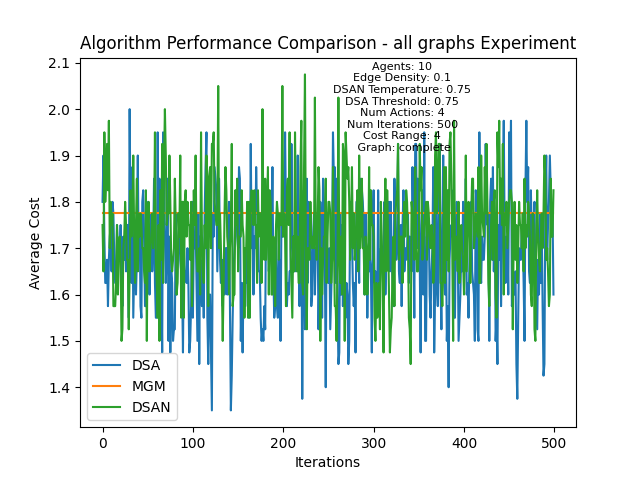 Algorithm Performance Comparison - all graphs Experiment
Agents: 10
Edge Density: 0.1
DSAN Temperature: 0.75
DSA Threshold: 0.75
Num Actions: 4
Num Iterations: 500
Cost Range: 4
Graph: complete
Average Cost
2.1
2.0
1.9
1.8
1.7
1.6
1.5
1.4
DSA
MGM
DSAN
0
100
200
300
400
500
Iterations